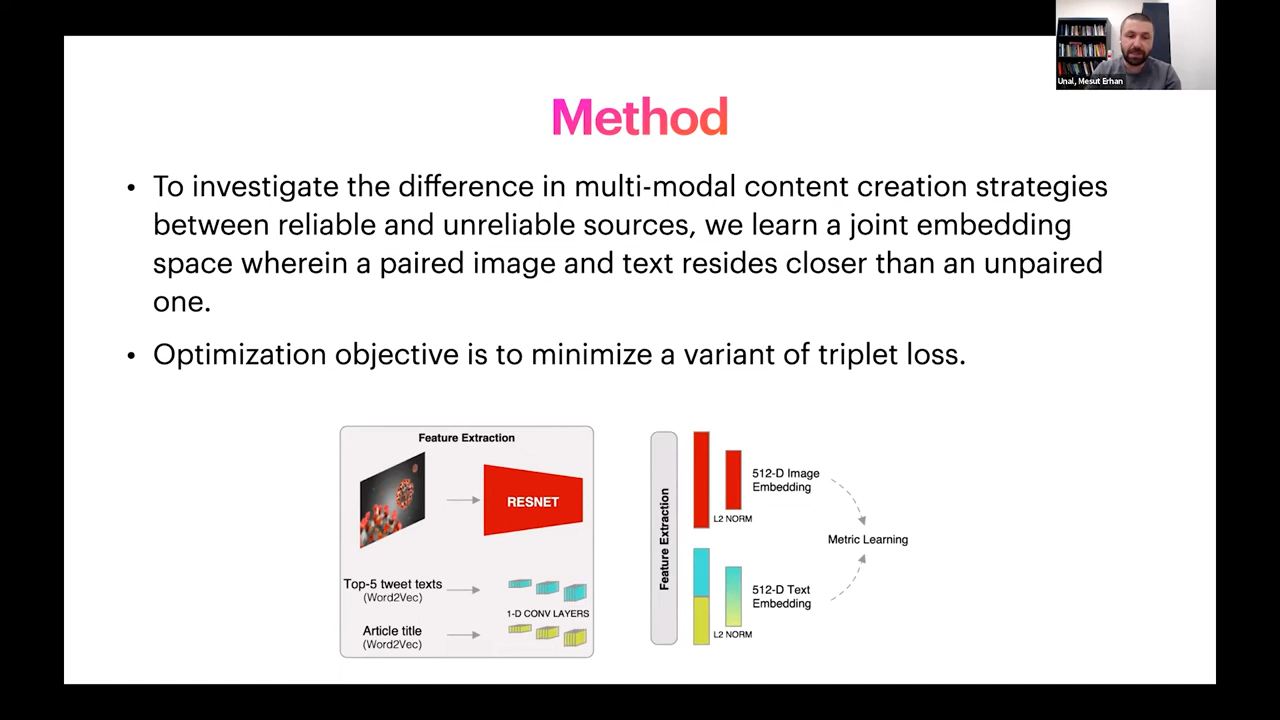 Unal, Mesut Erhan
Method
• To investigate the difference in multi-modal content creation strategies
between reliable and unreliable sources, we learn a joint embedding
space wherein a paired image and text resides closer than an unpaired
one.
• Optimization objective is to minimize a variant of triplet loss.
Feature Extraction
RESNET
Top-5 tweet texts
(Word2Vec)
1-D CONV LAYERS
Article title
(Word2Vec)
Feature Extraction
512-D Image
Embedding
L2 NORM
Metric Learning
512-D Text
Embedding
L2 NORM